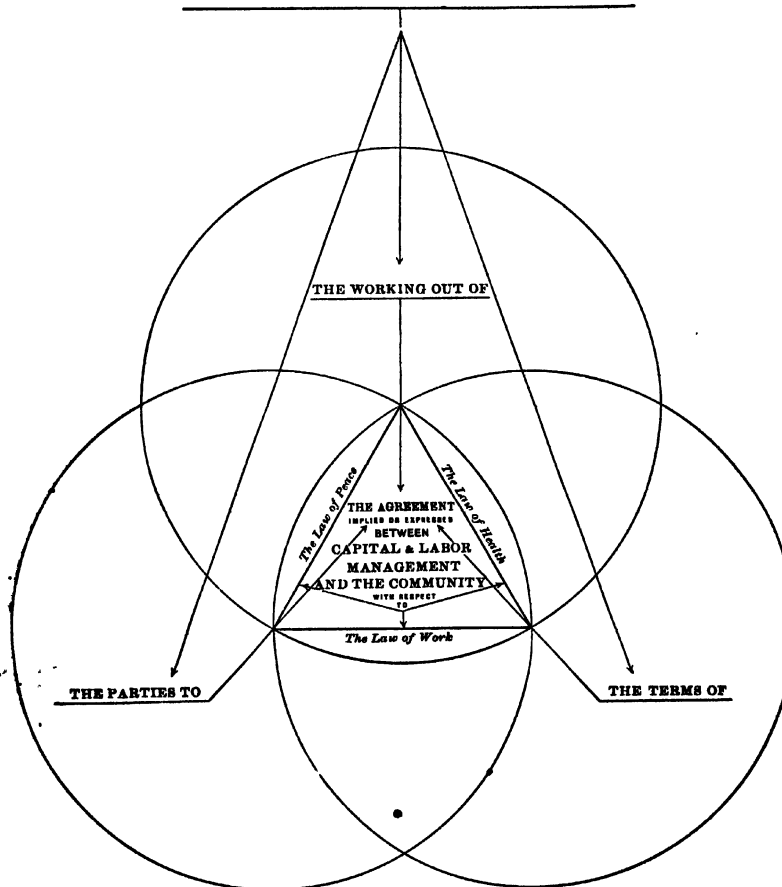 THE WORKING OUT OF
The Law of Peace
The Law of Health
THE AGREEMENT
IMPLIED OR EXPRESSED
BETWEEN
CAPITAL & LABOR
MANAGEMENT
AND THE COMMUNITY
WITH RESPECT
TO
The Law of Work
THE PARTIES TO
THE TERMS OF